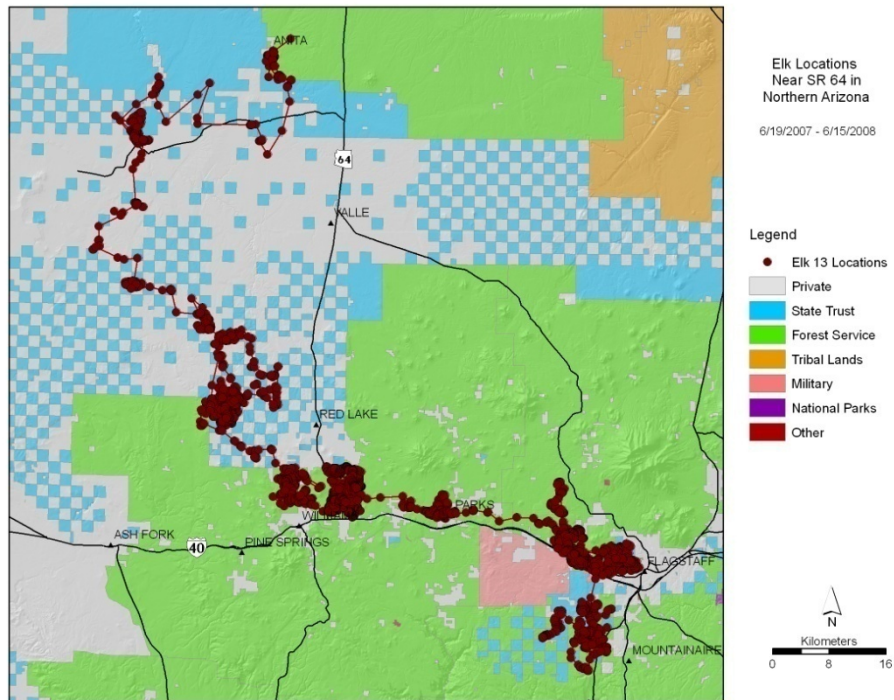 Elk Locations
Near SR 64 in
Northern Arizona
6/19/2007 - 6/15/2008
Legend
Elk 13 Locations
Private
State Trust
Forest Service
Tribal Lands
Military
National Parks
Other
N
Kilometers
0 8 16
ANITA
64
VALLE
RED LAKE
PARKS
ASH FORK
40
PINE SPRINGS
FLAGSTAFF
MOUNTAINAIRE